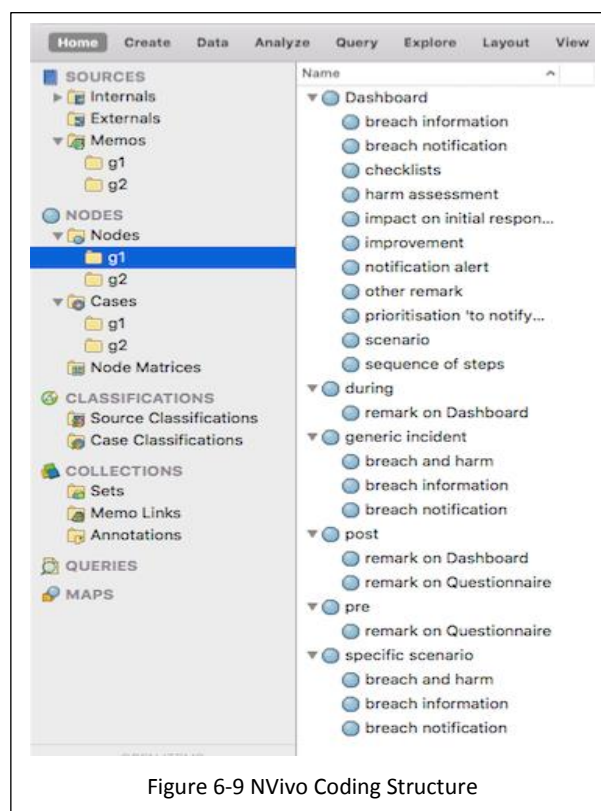 Home Create Data Analyze Query Explore Layout View
SOURCES
Internals
Externals
Memos
g1
g2
NODES
Nodes
g1
g2
Cases
g1
g2
Node Matrices
CLASSIFICATIONS
Source Classifications
Case Classifications
COLLECTIONS
Sets
Memo Links
Annotations
QUERIES
MAPS
Name
Dashboard
breach information
breach notification
checklists
harm assessment
impact on initial respon...
improvement
notification alert
other remark
prioritisation 'to notify...
scenario
sequence of steps
during
remark on Dashboard
generic incident
breach and harm
breach information
breach notification
post
remark on Dashboard
remark on Questionnaire
pre
remark on Questionnaire
specific scenario
breach and harm
breach information
breach notification
Figure 6-9 NVivo Coding Structure